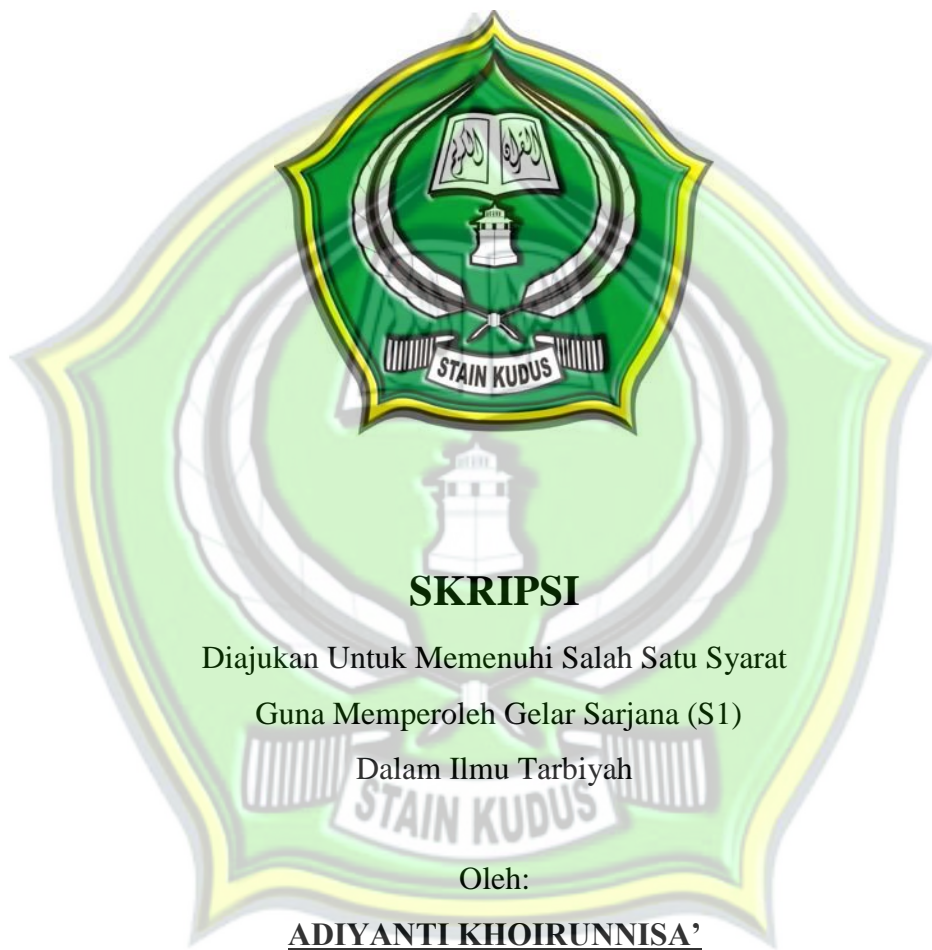 القرآن الكريم
STAIN KUDUS
SKRIPSI
Diajukan Untuk Memenuhi Salah Satu Syarat
Guna Memperoleh Gelar Sarjana (S1)
Dalam Ilmu Tarbiyah
STAIN KUDUS
Oleh:
ADIYANTI KHOIRUNNISA’